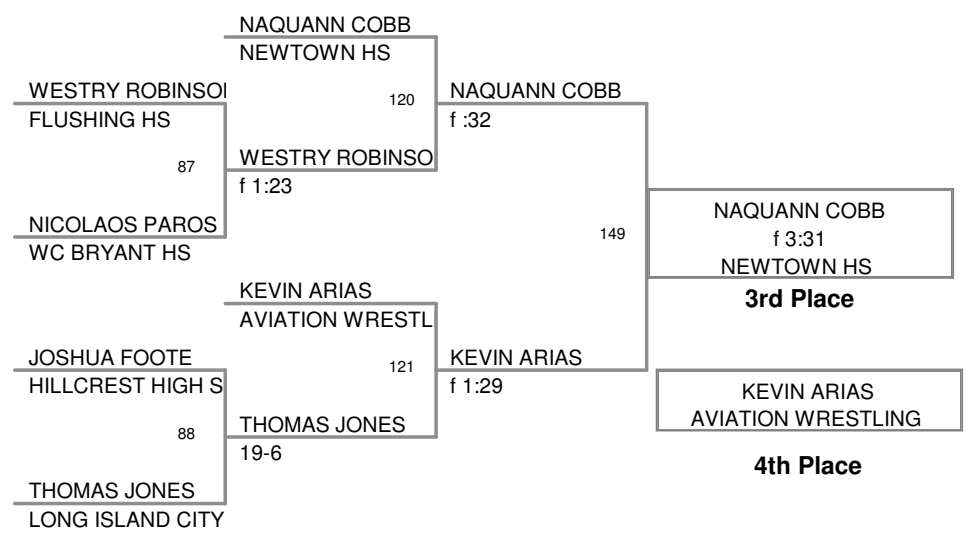 NAQUANN COBB
NEWTOWN HS
WESTRY ROBINSO
FLUSHING HS
120
NAQUANN COBB
f :32
87
WESTRY ROBINSO
f 1:23
NICOLAOS PAROS
WC BRYANT HS
149
NAQUANN COBB
f 3:31
NEWTOWN HS
3rd Place
KEVIN ARIAS
AVIATION WRESTL
JOSHUA FOOTE
HILLCREST HIGH S
121
KEVIN ARIAS
f 1:29
KEVIN ARIAS
AVIATION WRESTLING
4th Place
88
THOMAS JONES
19-6
THOMAS JONES
LONG ISLAND CITY